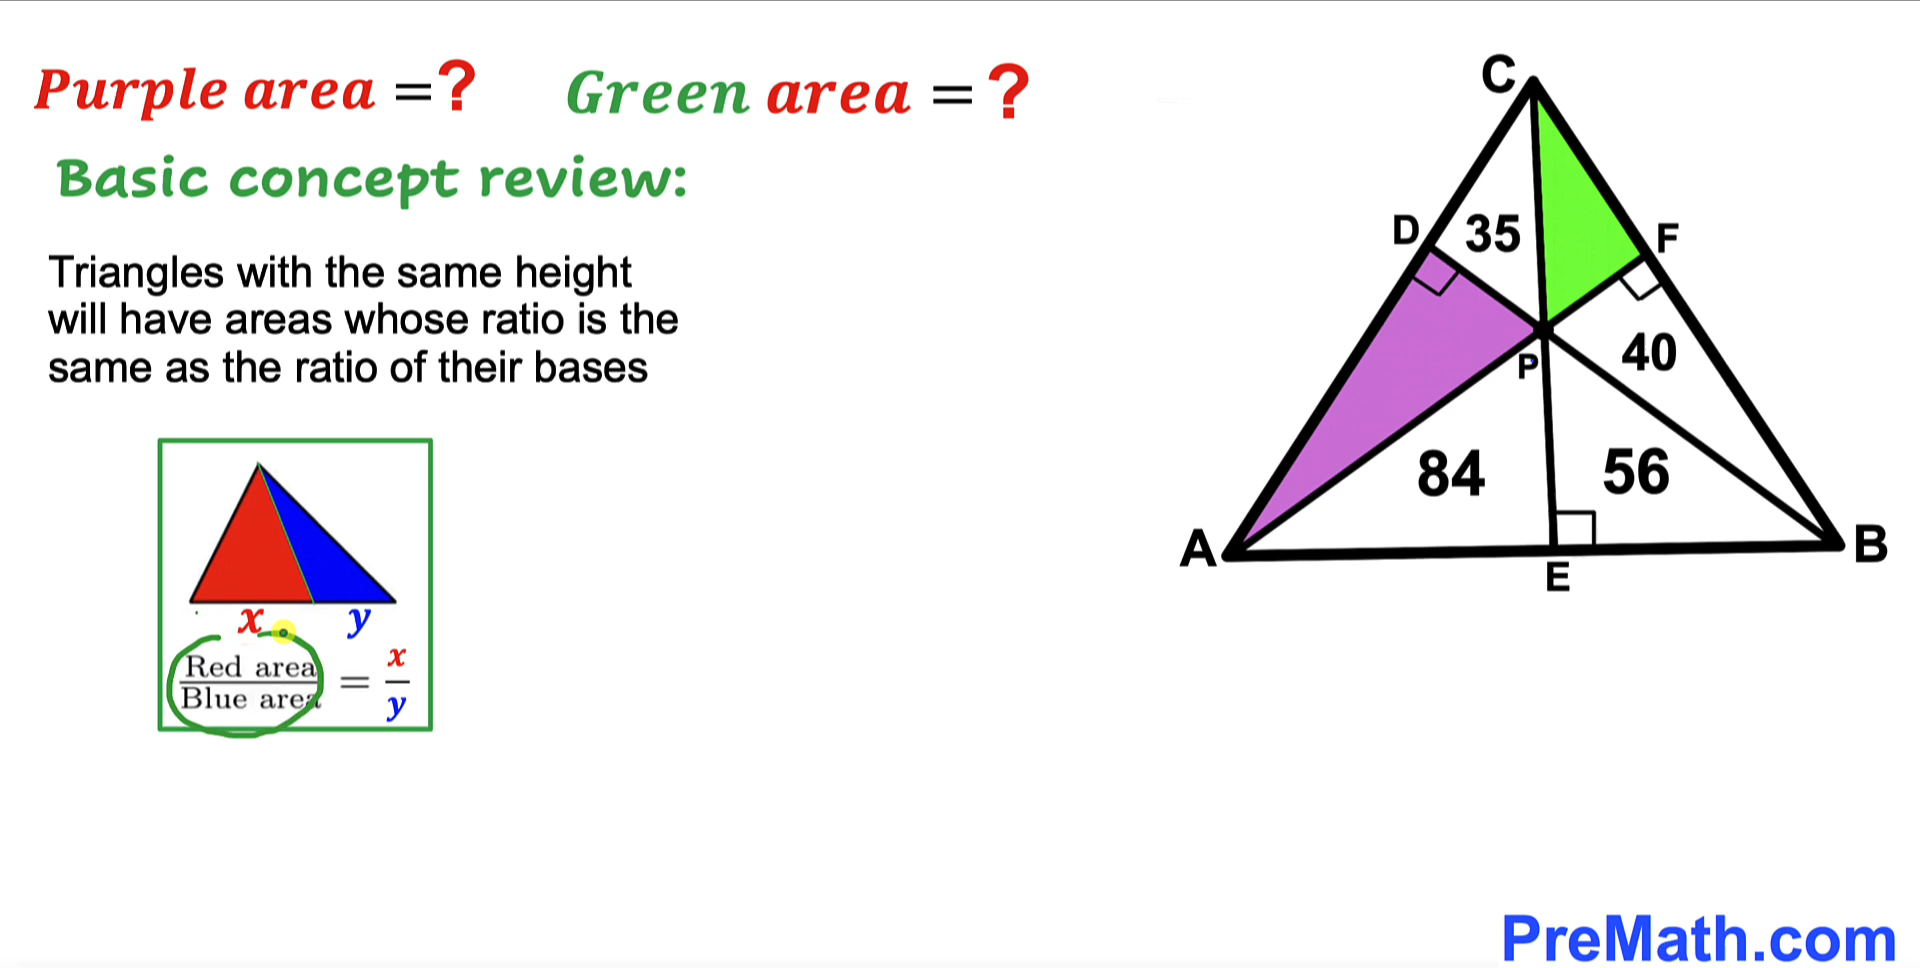 Purple area =? Green area = ?
Basic concept review:
Triangles with the same height
will have areas whose ratio is the
same as the ratio of their bases
x y
Red area
Blue area
=
x
y
C
D 35 F
P 40
84 56
A B
E
PreMath.com